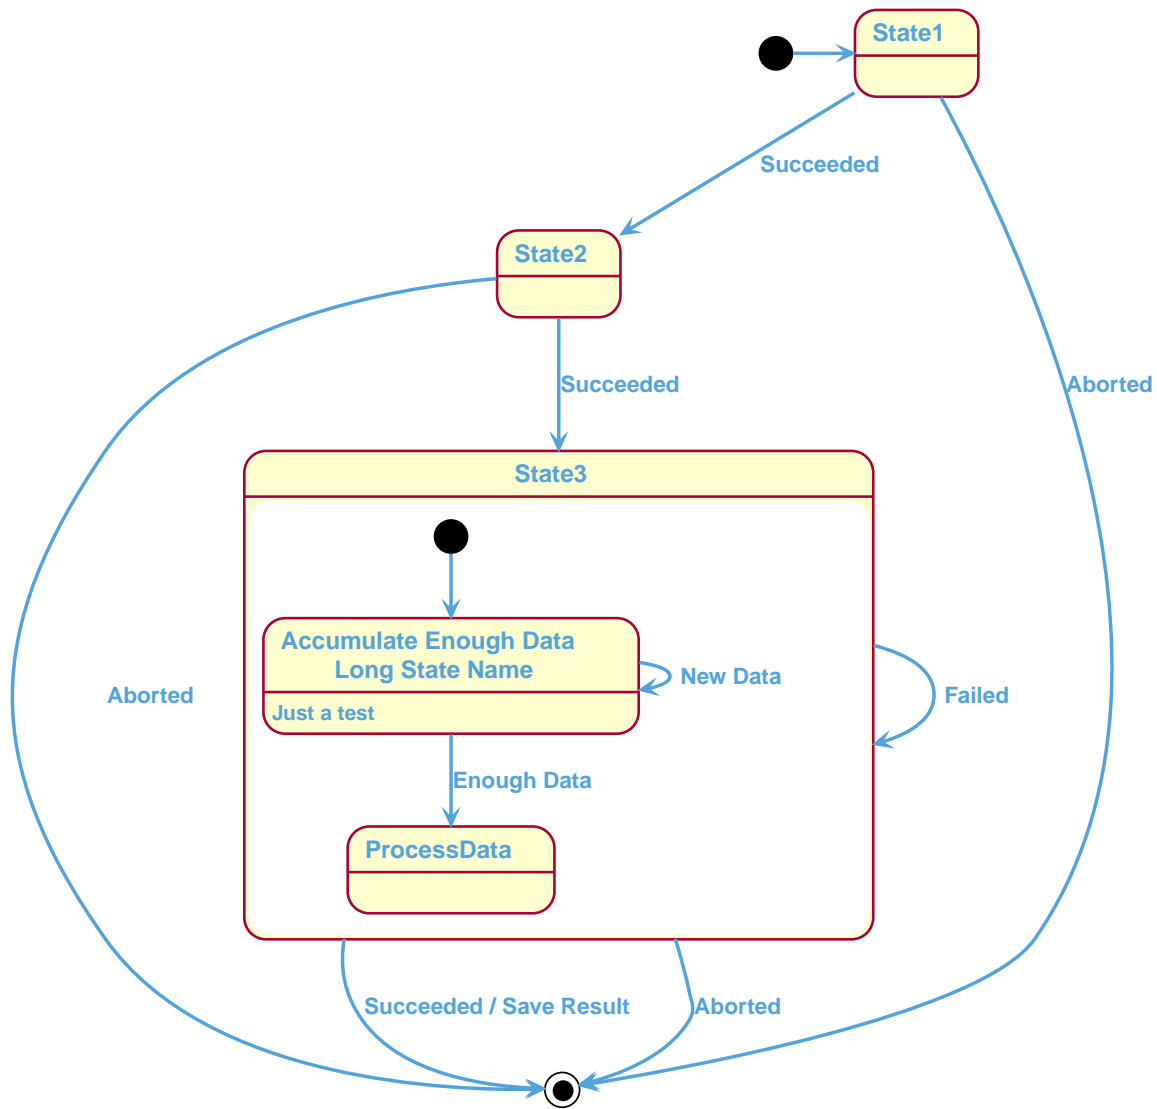 State1
Succeeded
State2
Succeeded
Aborted
State3
Accumulate Enough Data
Long State Name
Just a test
New Data
Aborted
Failed
Enough Data
ProcessData
Succeeded / Save Result
Aborted